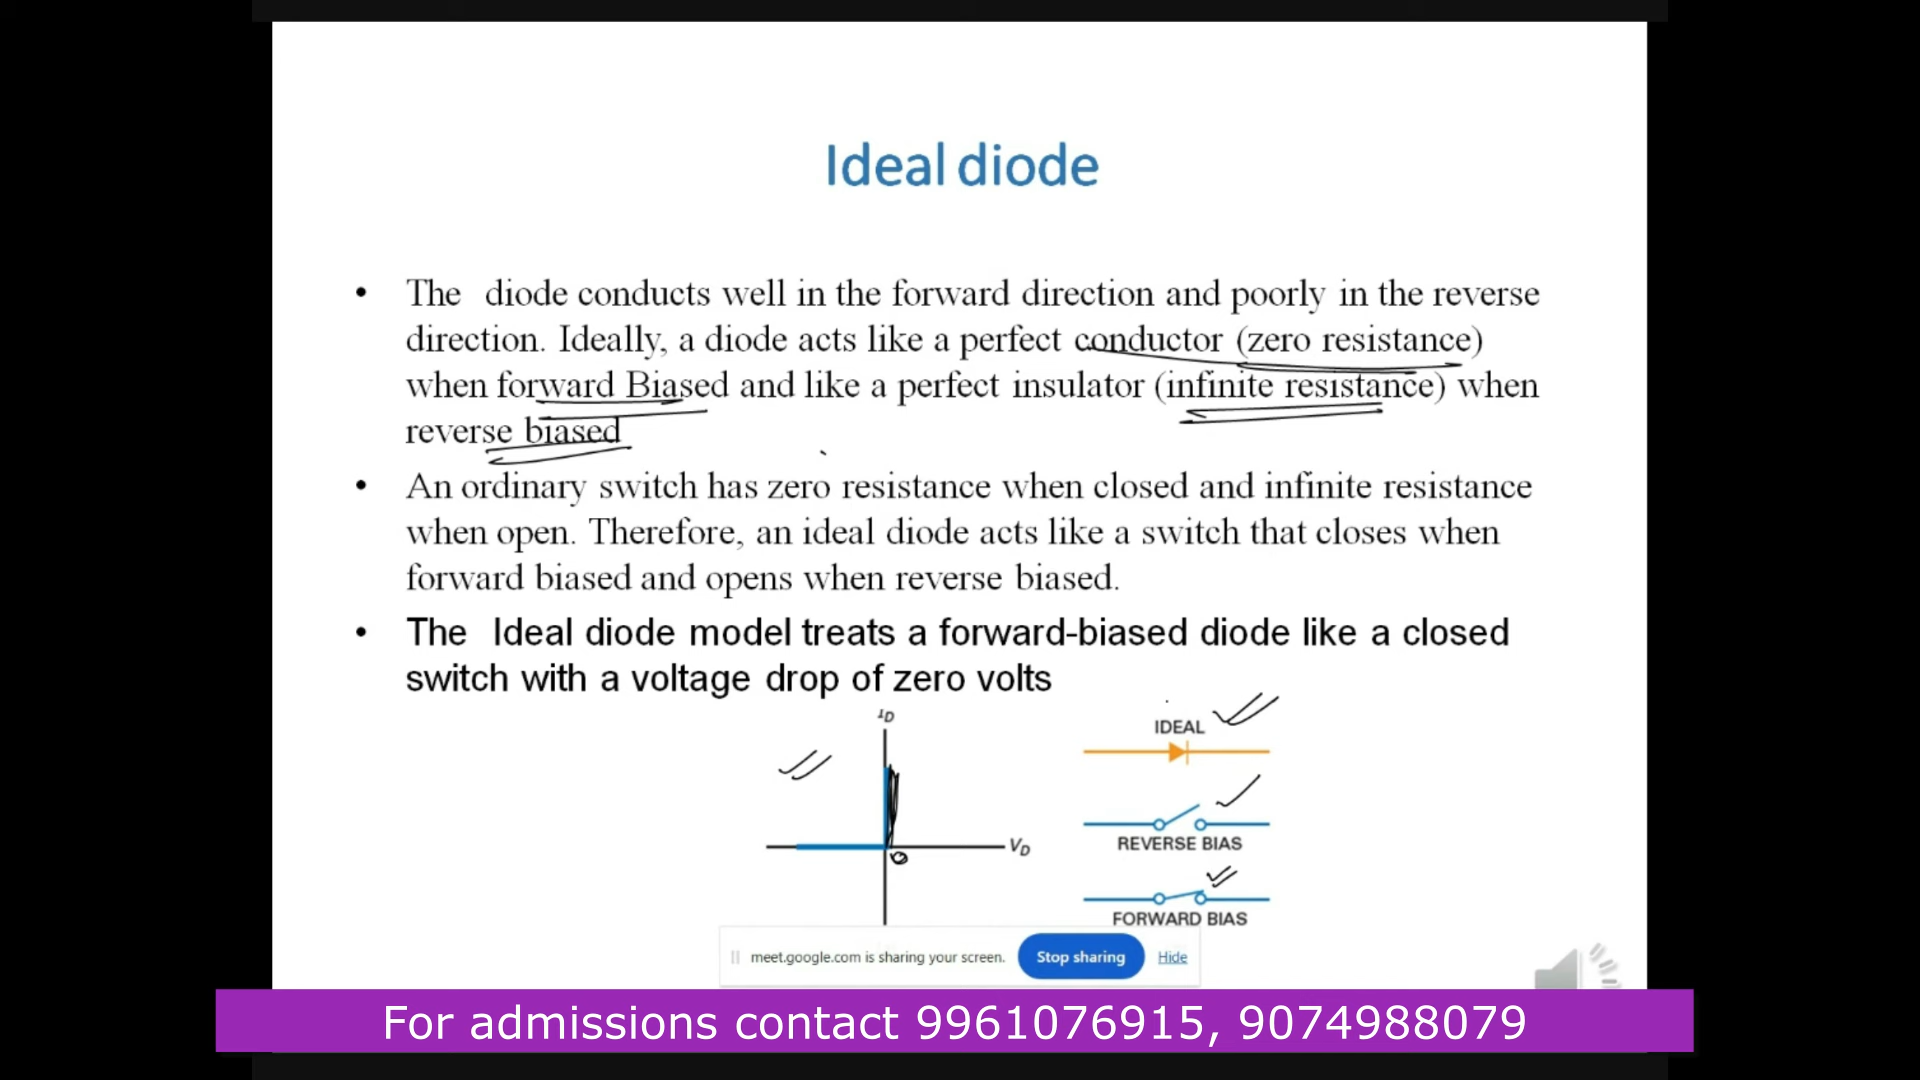 Ideal diode
• The diode conducts well in the forward direction and poorly in the reverse
direction. Ideally, a diode acts like a perfect conductor (zero resistance)
when forward Biased and like a perfect insulator (infinite resistance) when
reverse biased
• An ordinary switch has zero resistance when closed and infinite resistance
when open. Therefore, an ideal diode acts like a switch that closes when
forward biased and opens when reverse biased.
• The Ideal diode model treats a forward-biased diode like a closed
switch with a voltage drop of zero volts
ID
IDEAL
VD
0
REVERSE BIAS
FORWARD BIAS
meet.google.com is sharing your screen. Stop sharing Hide
For admissions contact 9961076915, 9074988079